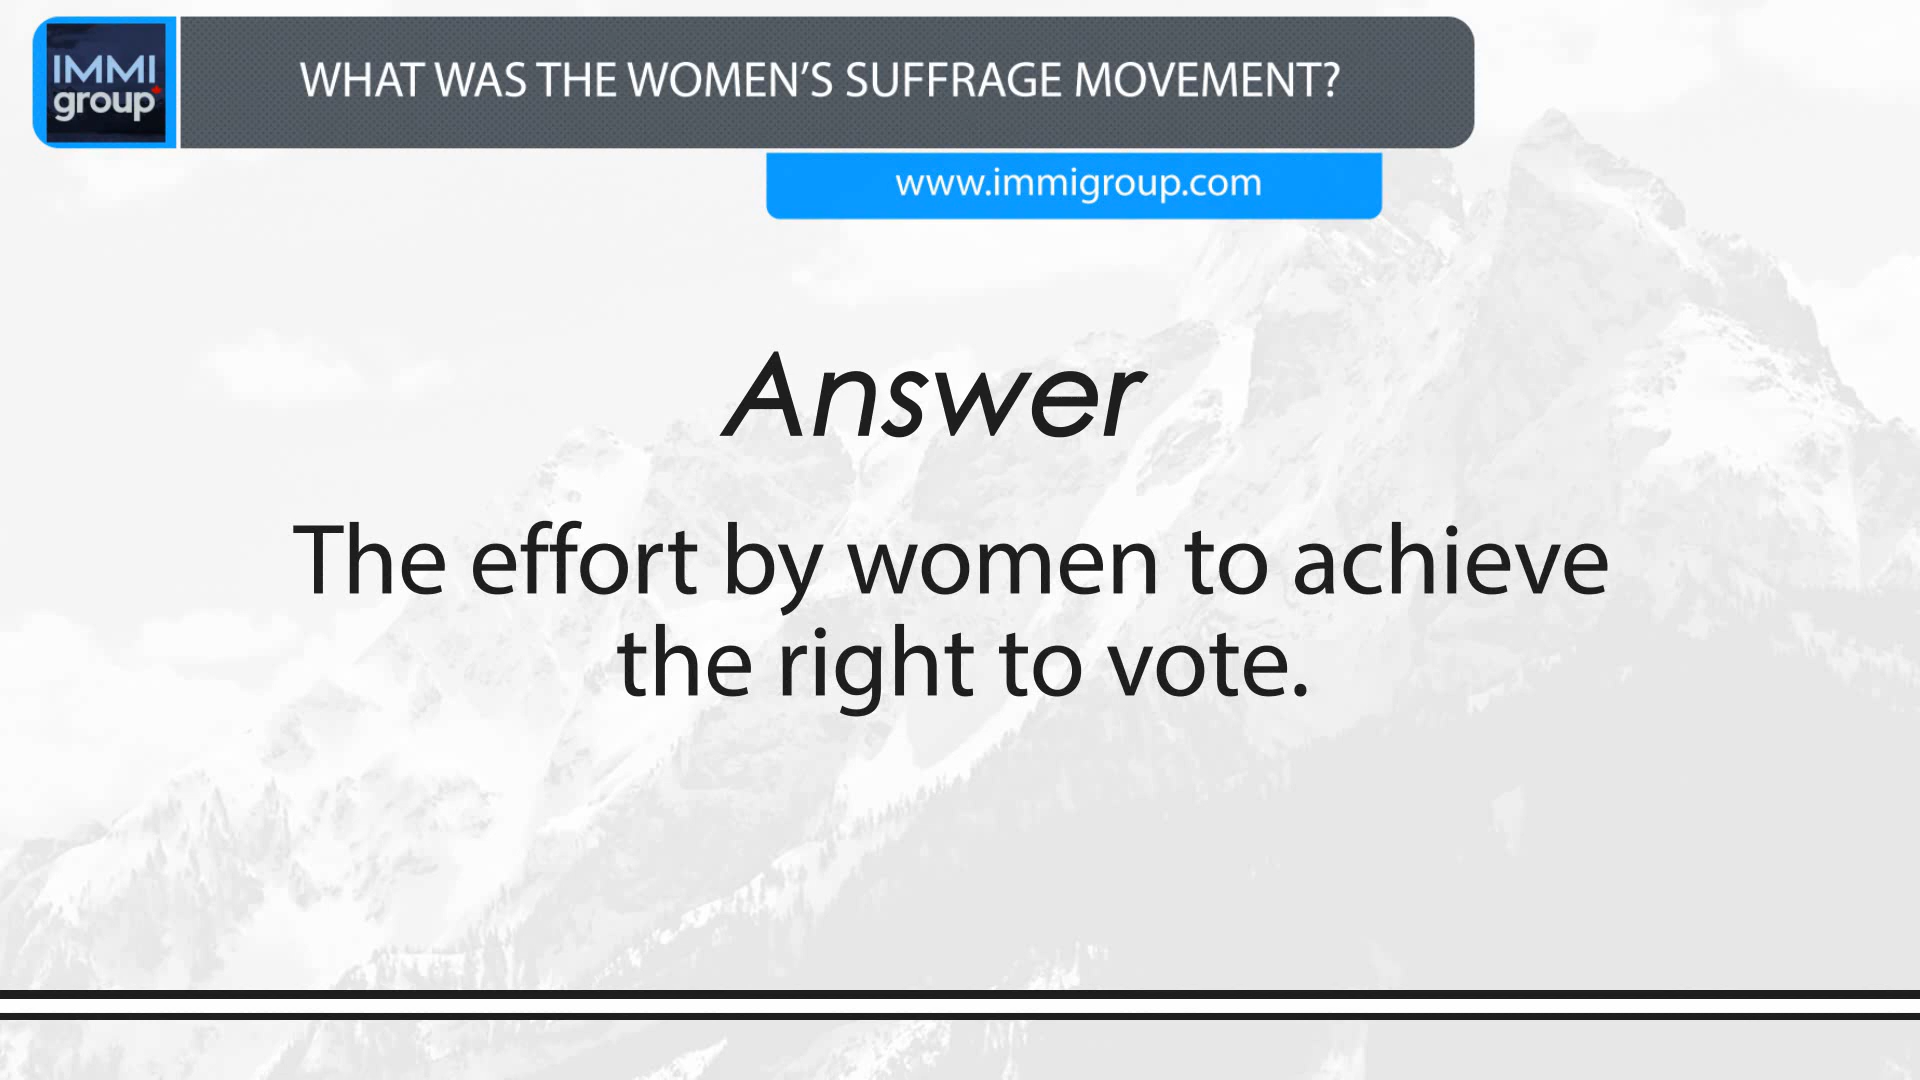 IMMI
group
WHAT WAS THE WOMEN’S SUFFRAGE MOVEMENT?
www.immigroup.com
Answer
The effort by women to achieve
the right to vote.